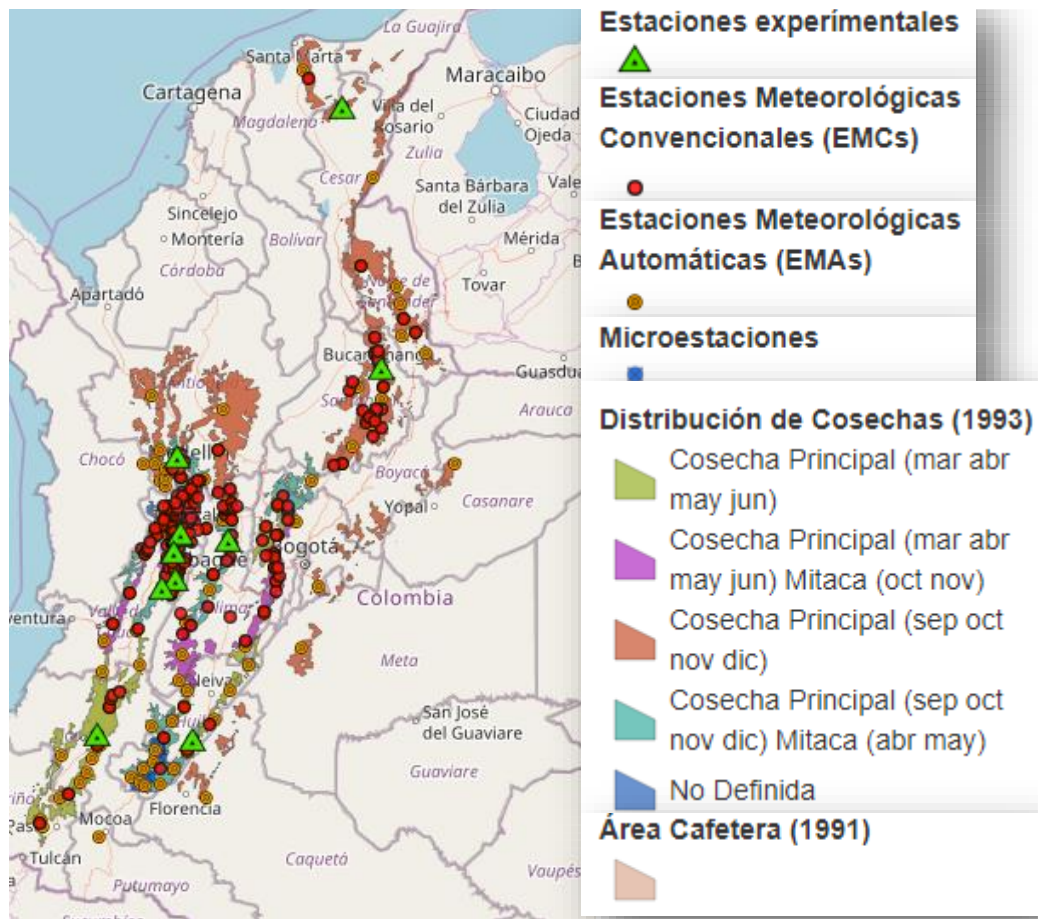 La Guajira
Santa Marta
Maracaibo
Cartagena
Villa del
Rosario
Ciudad
Ojeda
Magdalena
Zulia
Cesar
Santa Bárbara
del Zulia
Vale
Sincelejo
Montería
Bolívar
Mérida
B
Córdoba
Tovar
Apartadó
Guasdua
Arauca
Chocó
Boyacá
Yopal
Casanare
Bogotá
Colombia
Meta
Neiva
San José
del Guaviare
Guaviare
Florencia
Mocoa
Tulcán
Caquetá
Vaupés
Putumayo
Estaciones experimentales
Estaciones Meteorológicas
Convencionales (EMCs)
Estaciones Meteorológicas
Automáticas (EMAs)
Microestaciones
Distribución de Cosechas (1993)
Cosecha Principal (mar abr
may jun)
Cosecha Principal (mar abr
may jun) Mitaca (oct nov)
Cosecha Principal (sep oct
nov dic)
Cosecha Principal (sep oct
nov dic) Mitaca (abr may)
No Definida
Área Cafetera (1991)